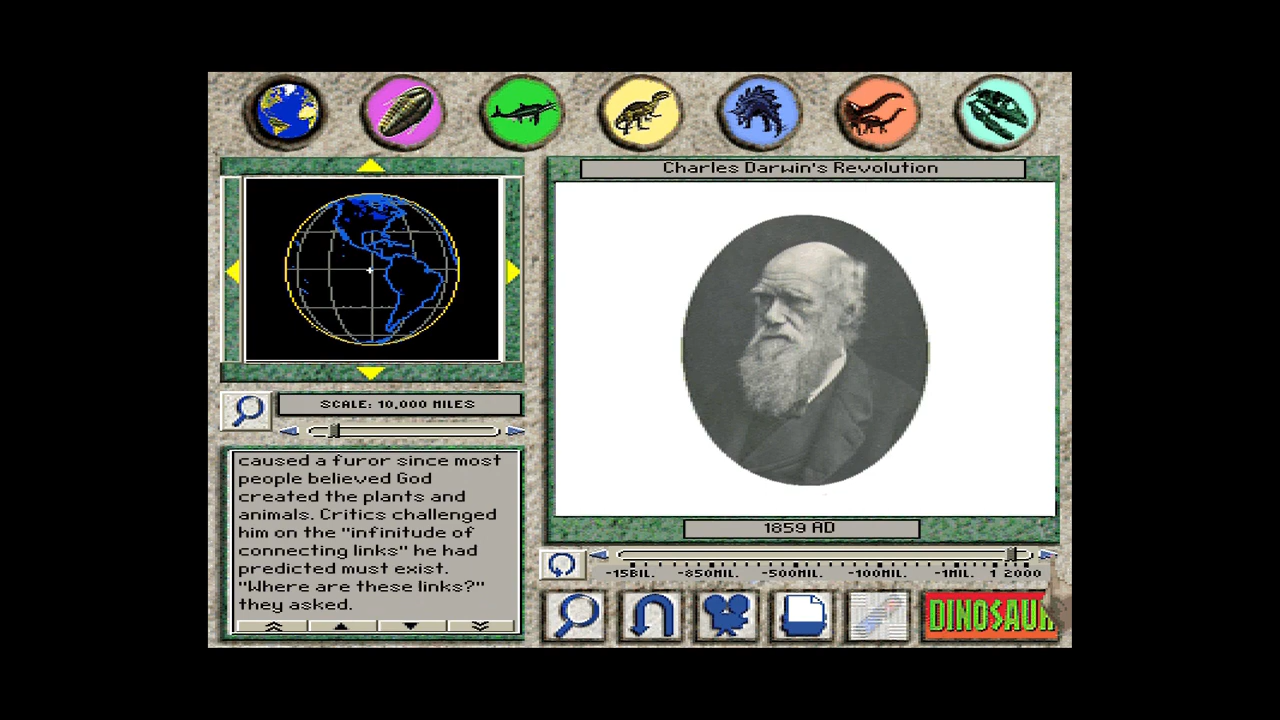 Charles Darwin's Revolution
SCALE: 10,000 MILES
caused a furor since most
people believed God
created the plants and
animals. Critics challenged
him on the "infinitude of
connecting links" he had
predicted must exist.
"Where are these links?"
they asked.
1859 AD
-15BIL. -850MIL. -500MIL. -100MIL. -1MIL. 1 2000
DINOSAUR